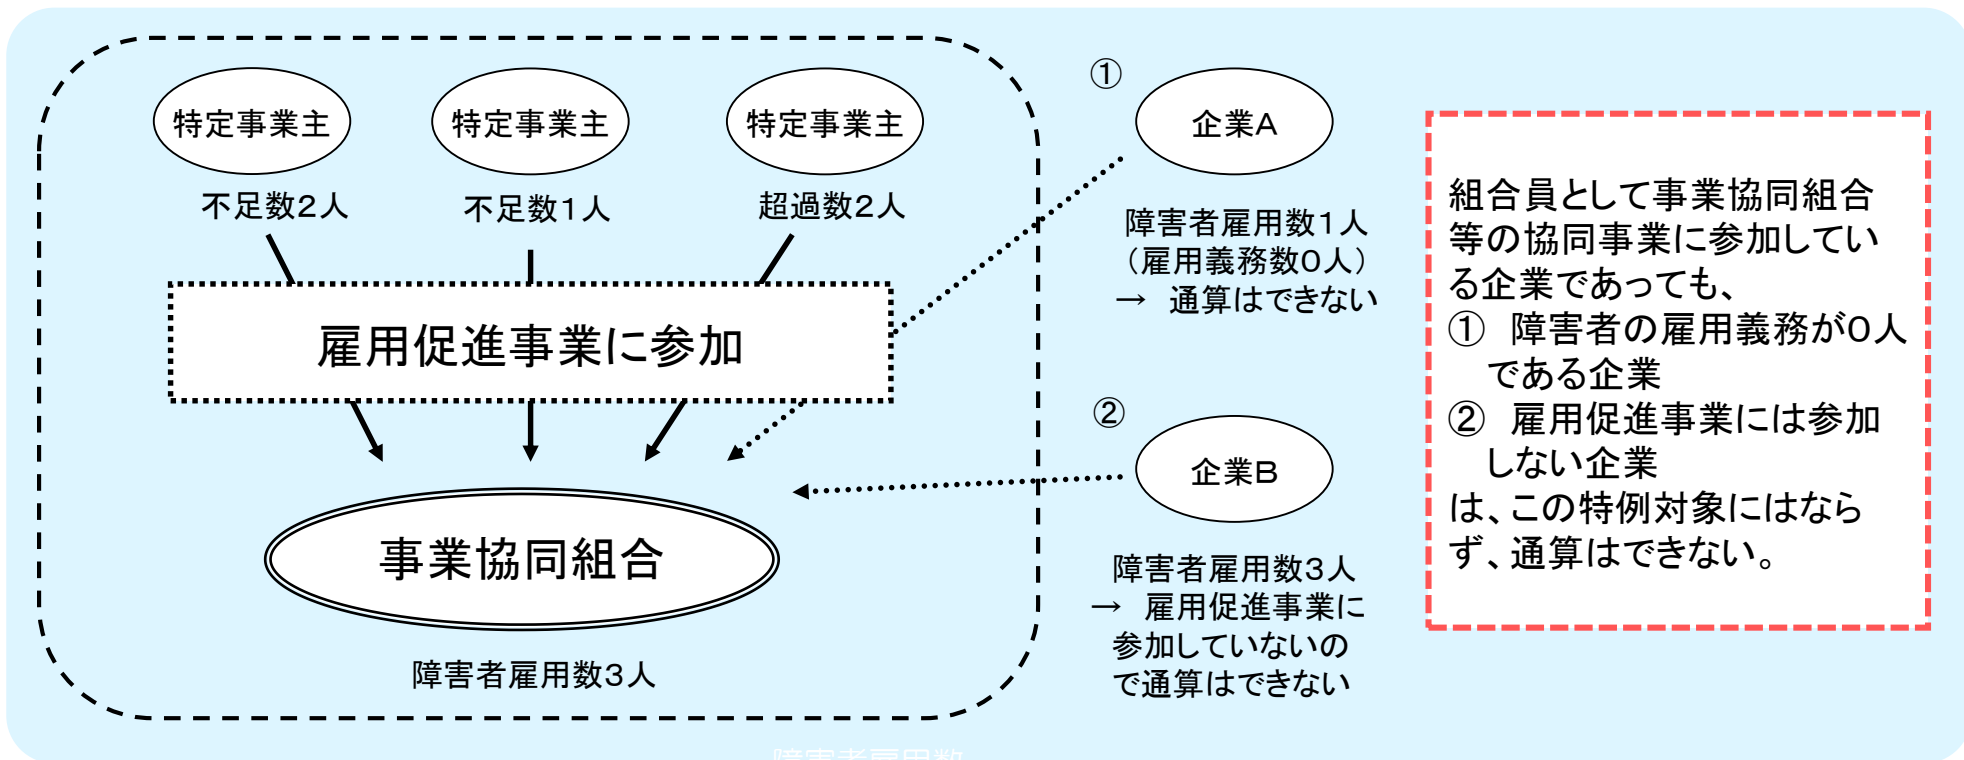 特定事業主
特定事業主
特定事業主
不足数2人
不足数1人
超過数2人
雇用促進事業に参加
事業協同組合
障害者雇用数3人
①
企業A
障害者雇用数1人
(雇用義務数0人)
→ 通算はできない
②
企業B
障害者雇用数3人
→ 雇用促進事業に
参加していないの
で通算はできない
組合員として事業協同組合
等の協同事業に参加してい
る企業であっても、
① 障害者の雇用義務が0人
である企業
② 雇用促進事業には参加
しない企業
は、この特例対象にはなら
ず、通算はできない。
障害者雇用数